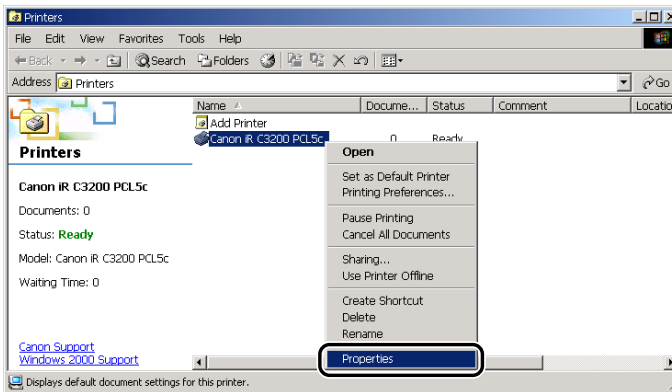 Printers
File Edit View Favorites Tools Help
Back Search Folders
Address Printers Go
Name Docume... Status Comment Locatio
Add Printer
Canon iR C3200 PCL5c 0 Ready
Printers
Canon iR C3200 PCL5c
Documents: 0
Status: Ready
Model: Canon iR C3200 PCL5c
Waiting Time: 0
Canon Support
Windows 2000 Support
Open
Set as Default Printer
Printing Preferences...
Pause Printing
Cancel All Documents
Sharing...
Use Printer Offline
Create Shortcut
Delete
Rename
Properties
Displays default document settings for this printer.